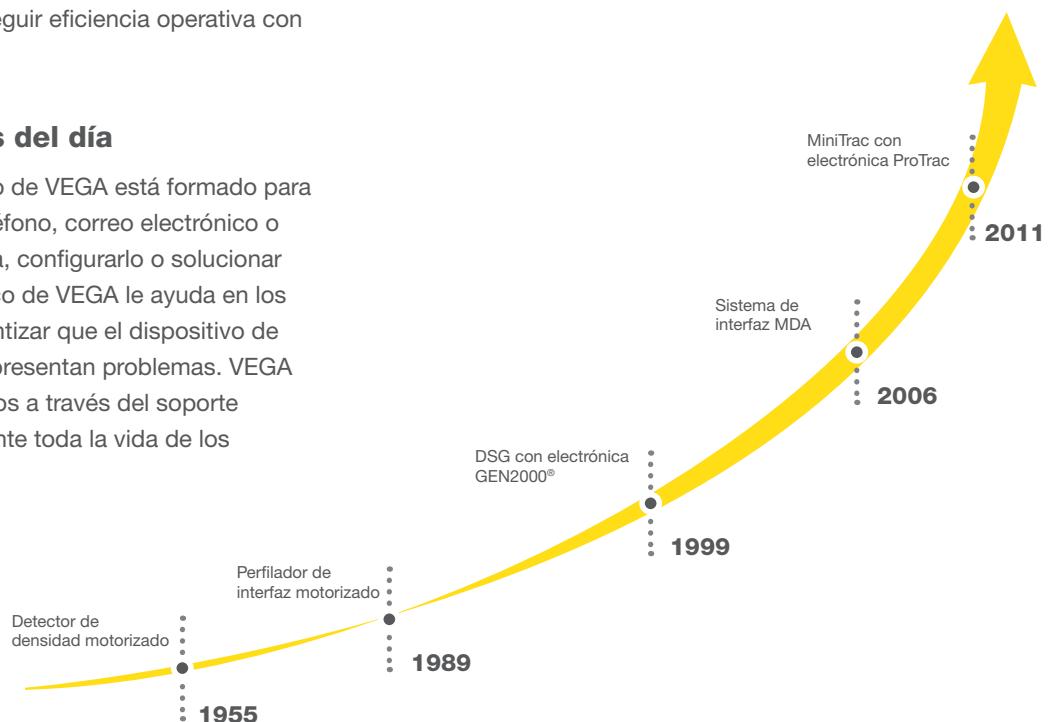 eguir eficiencia operativa con
s del día
o de VEGA está formado para
éfono, correo electrónico o
a, configurarlo o solucionar
co de VEGA le ayuda en los
ntizar que el dispositivo de
presentan problemas. VEGA
os a través del soporte
nte toda la vida de los
MiniTrac con
electrónica ProTrac
2011
Sistema de
interfaz MDA
2006
DSG con electrónica
GEN2000®
1999
Perfilador de
interfaz motorizado
1989
Detector de
densidad motorizado
1955